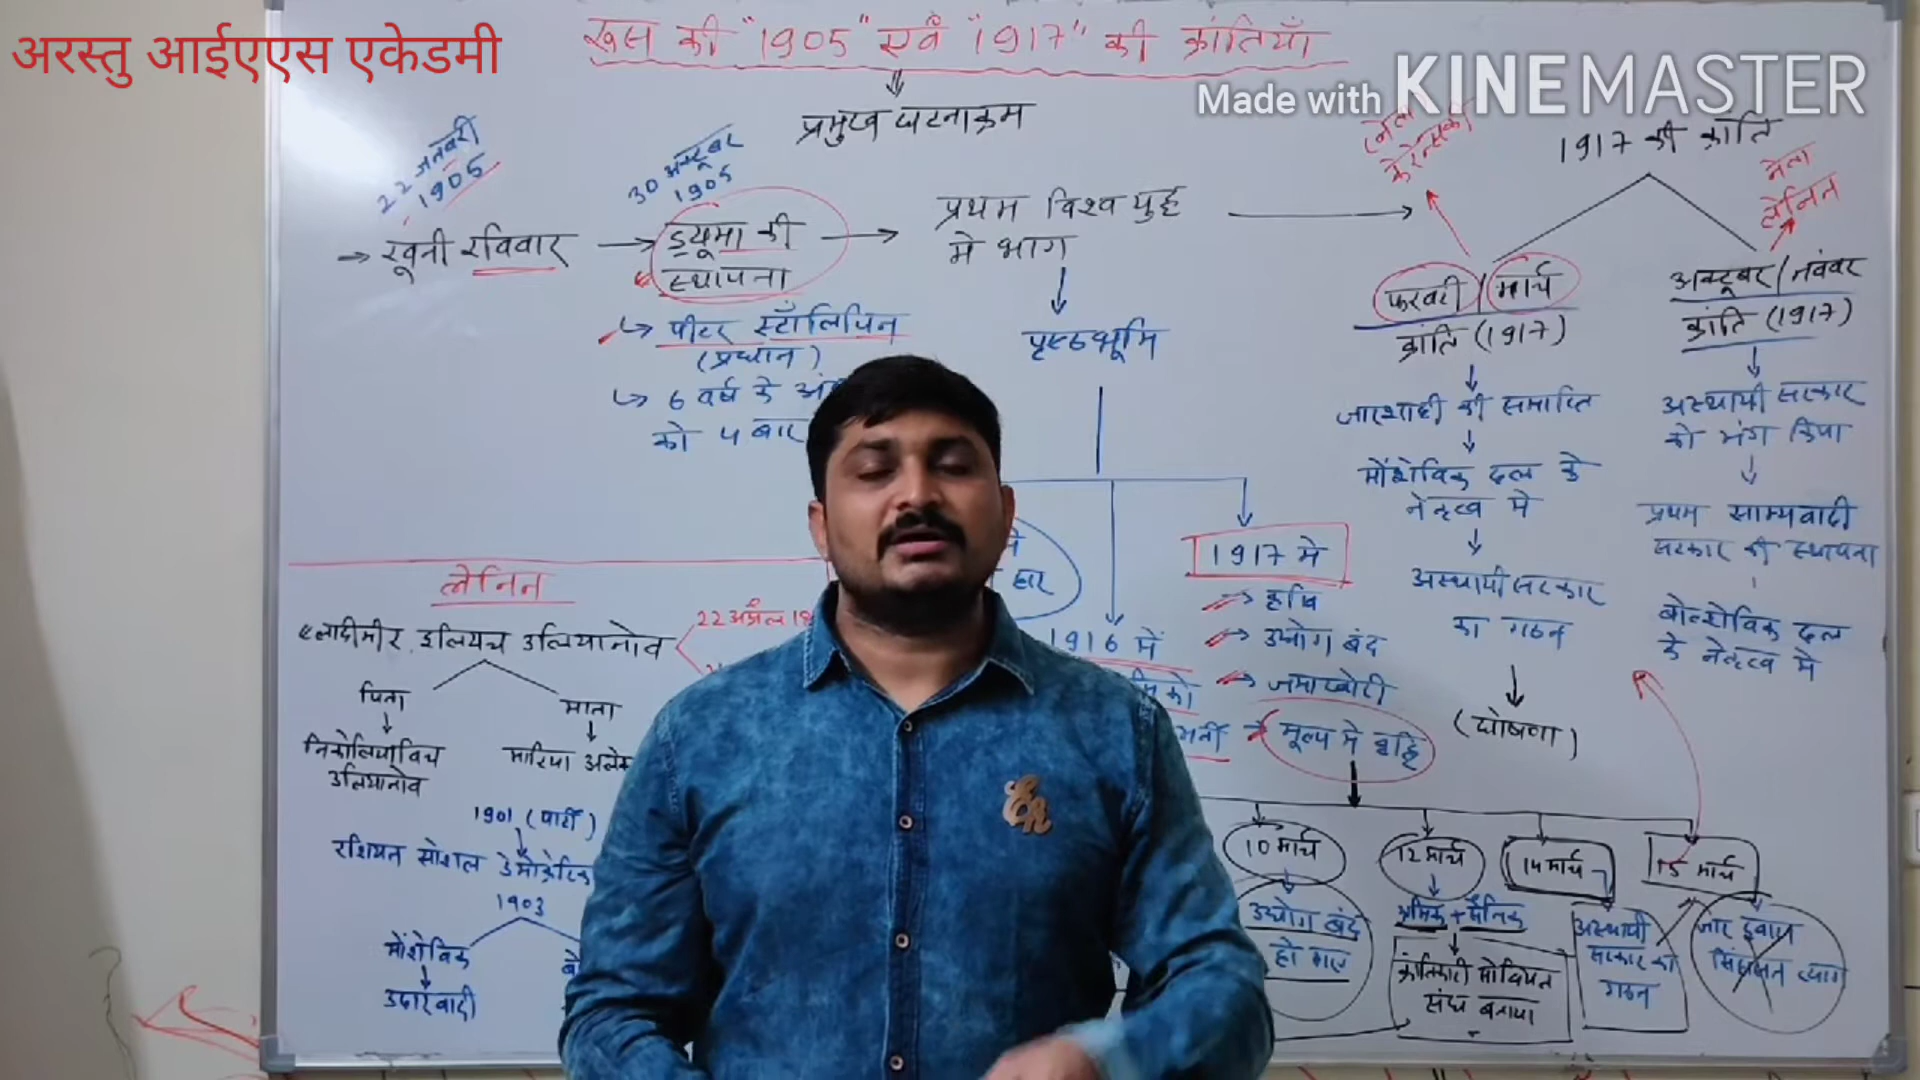 अरस्तु आईएएस एकेडमी
Made with KINEMASTER
रूस की "1905" एवं "1917" की क्रांतियाँ
प्रमुख घटनाक्रम
22 जनवरी
1905
खूनी रविवार
30 अक्टूबर
1905
ड्यूमा की
स्थापना
पीटर स्टॉलिपिन
(प्रधान)
6 वर्ष के
को 4 बार
प्रथम विश्व युद्ध
में भाग
पृष्ठभूमि
1917 की क्रांति
नेता
केरेन्सकी
नेता
लेनिन
फरवरी / मार्च
क्रांति (1917)
जारशाही की समाप्ति
मेंशेविक दल के
नेतृत्व में
अस्थायी सरकार
का गठन
(घोषणा)
अक्टूबर / नवंबर
क्रांति (1917)
अस्थायी सरकार
को भंग किया
प्रथम साम्यवादी
सरकार की स्थापना
बोल्शेविक दल
के नेतृत्व में
में
हार
1916 में
को
भर्ती
1917 में
कृषि
उद्योग बंद
जमाखोरी
मूल्य में वृद्धि
10 मार्च
उद्योग बंद
हो गए
12 मार्च
श्रमिक + सैनिक
क्रांतिकारी सोवियत
संघ बनाया
14 मार्च
अस्थायी
सरकार का
गठन
15 मार्च
जार द्वारा
सिंहासन त्याग
लेनिन
व्लादीमीर इलियच उलियानोव
22 अप्रैल
पिता
निकोलियोविच
उलियानोव
माता
मारिया
1901 (पार्टी)
रशियन सोशल डेमोक्रेटिक
1903
मेंशेविक
उदारवादी